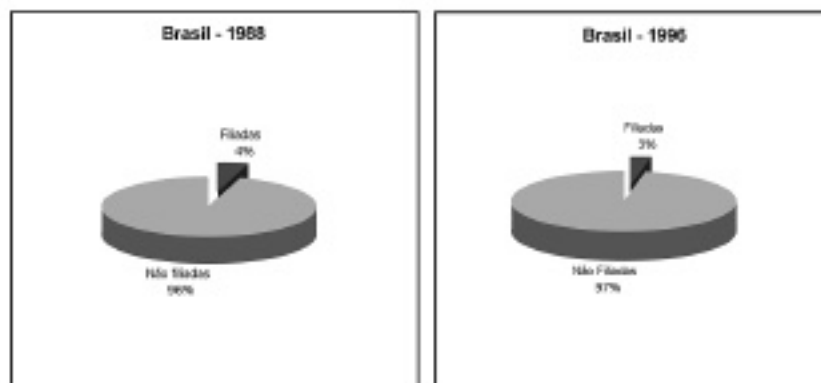 Brasil - 1988
Filiadas
4%
Não filiadas
96%
Brasil - 1996
Filiadas
3%
Não Filiadas
97%